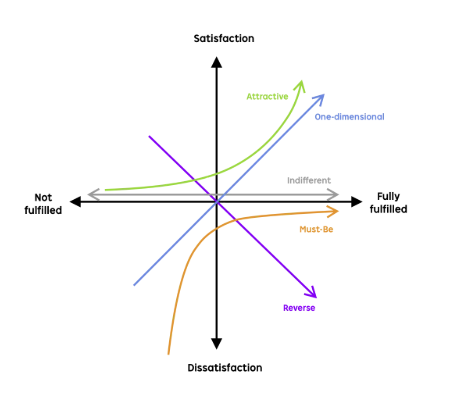 Satisfaction
Attractive
One-dimensional
Indifferent
Not
fulfilled
Fully
fulfilled
Must-Be
Reverse
Dissatisfaction